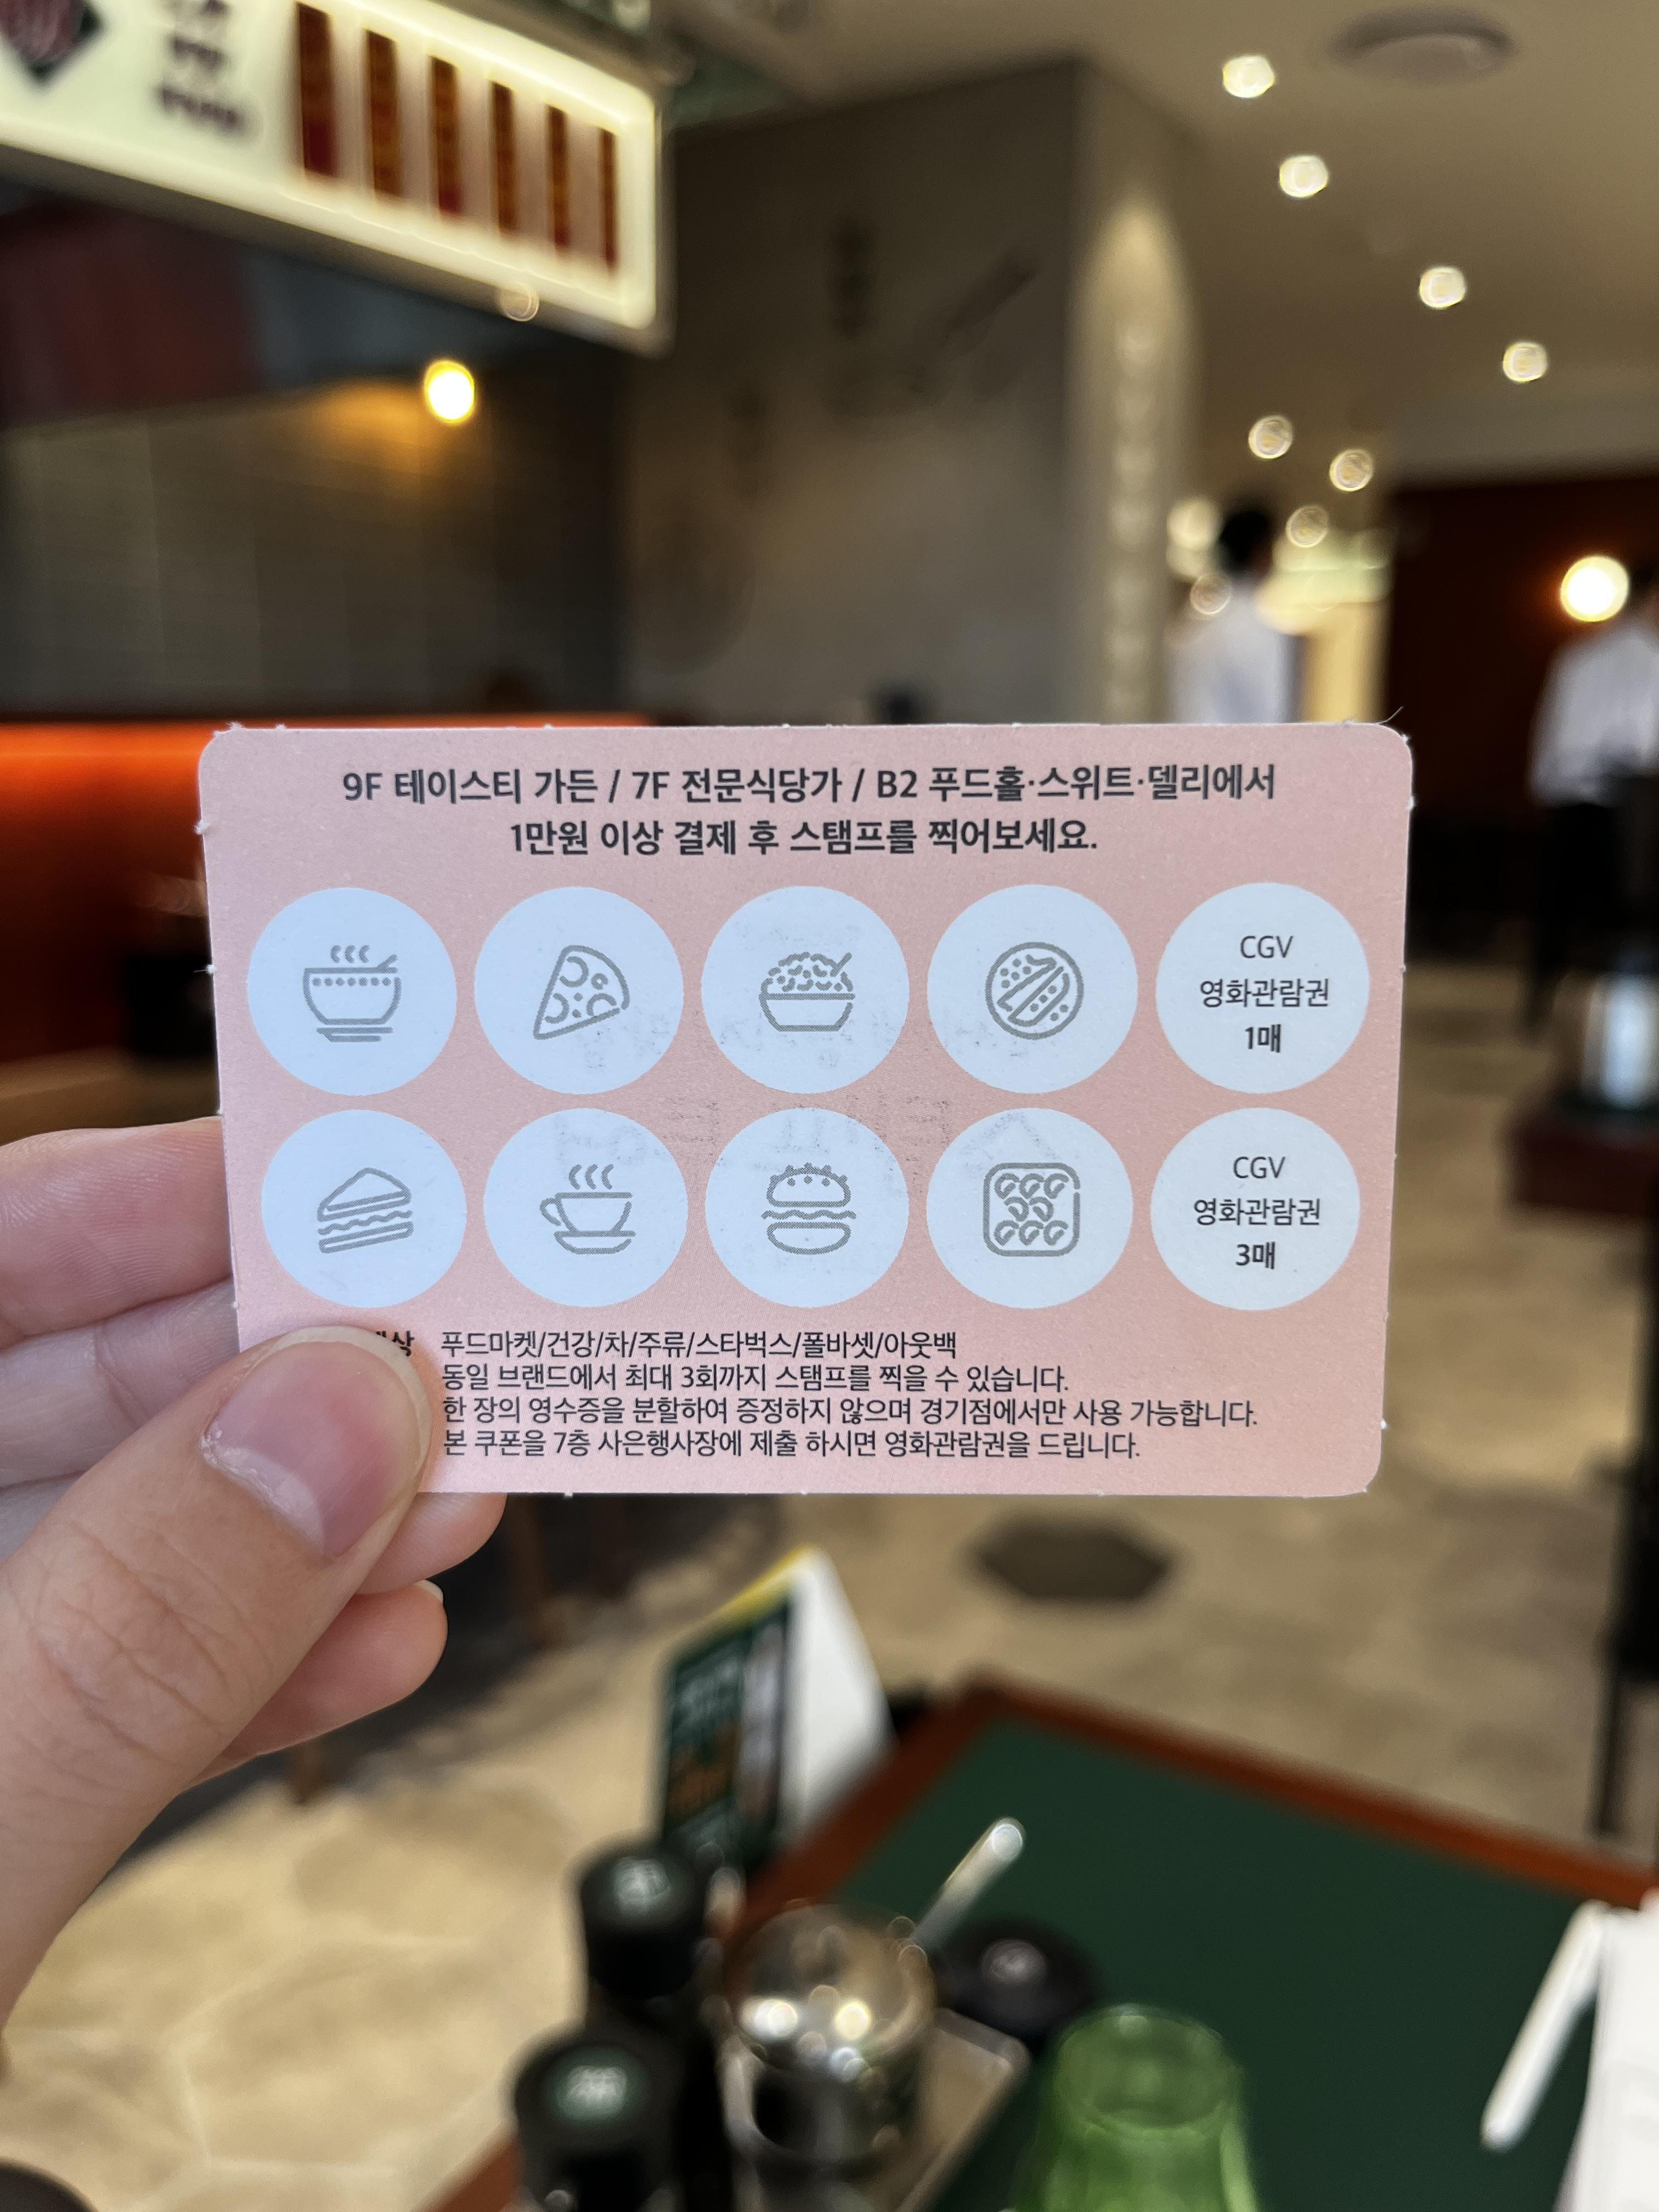 9F 테이스티 가든 / 7F 전문식당가 / B2 푸드홀·스위트·델리에서
1만원 이상 결제 후 스탬프를 찍어보세요.
CGV
영화관람권
1매
CGV
영화관람권
3매
푸드마켓/건강/차/주류/스타벅스/폴바셋/아웃백
동일 브랜드에서 최대 3회까지 스탬프를 찍을 수 있습니다.
한 장의 영수증을 분할하여 증정하지 않으며 경기점에서만 사용 가능합니다.
본 쿠폰을 7층 사은행사장에 제출 하시면 영화관람권을 드립니다.